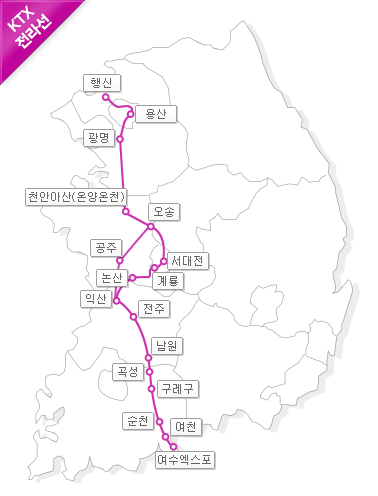 KTX
전라선
행신
용산
광명
천안아산(온양온천)
오송
공주
서대전
논산
계룡
익산
전주
남원
곡성
구례구
순천
여천
여수엑스포